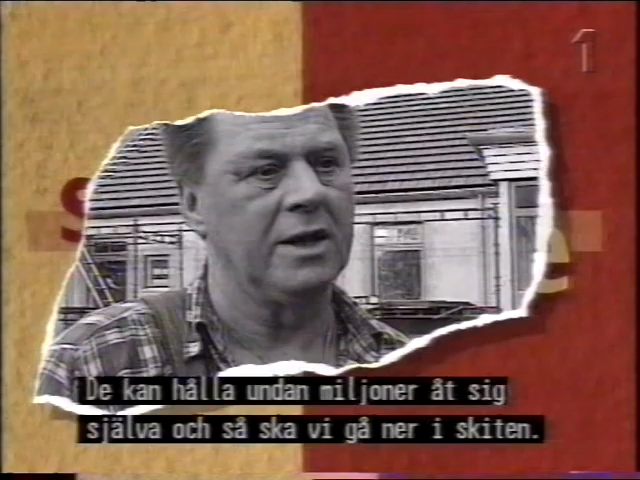 1
De kan hålla undan miljoner åt sig
själva och så ska vi gå ner i skiten.